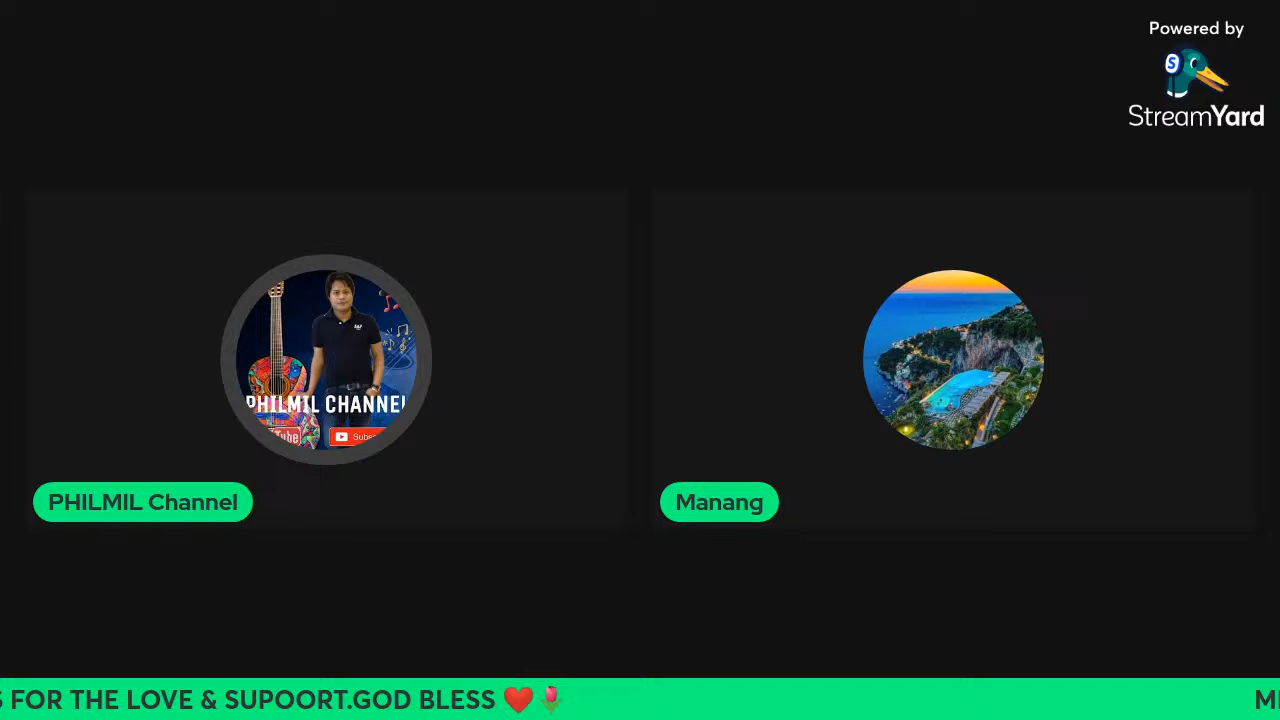 Powered by
S
StreamYard
PHILMIL CHANNEL
PHILMIL Channel
Manang
FOR THE LOVE & SUPOORT.GOD BLESS ❤️🌷